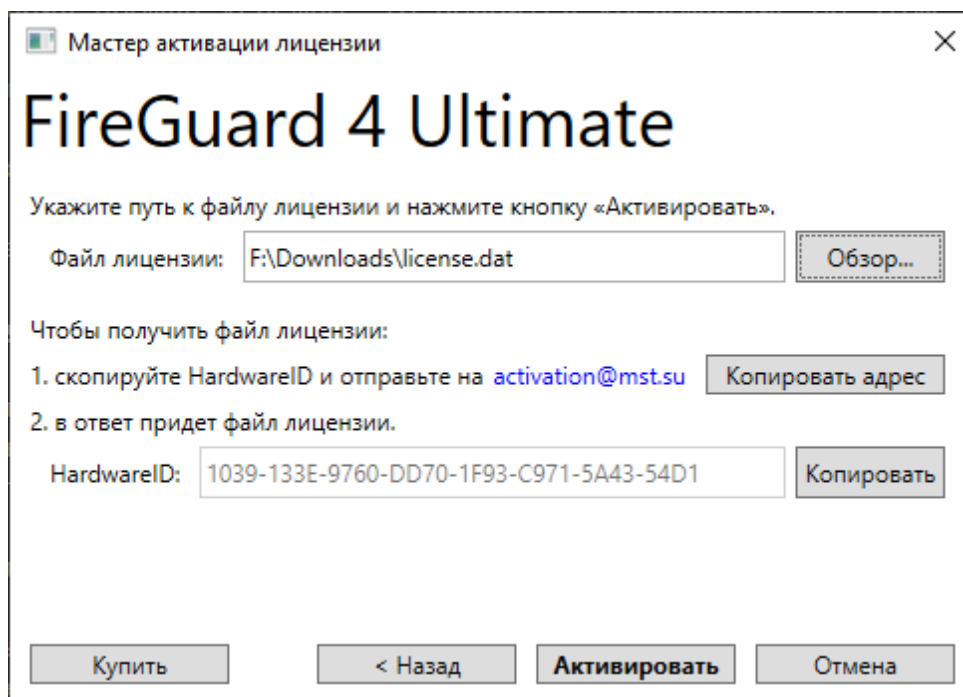 Мастер активации лицензии
FireGuard 4 Ultimate
Укажите путь к файлу лицензии и нажмите кнопку «Активировать».
Файл лицензии: F:\Downloads\license.dat Обзор...
Чтобы получить файл лицензии:
1. скопируйте HardwareID и отправьте на activation@mst.su Копировать адрес
2. в ответ придет файл лицензии.
HardwareID: 1039-133E-9760-DD70-1F93-C971-5A43-54D1 Копировать
Купить < Назад Активировать Отмена